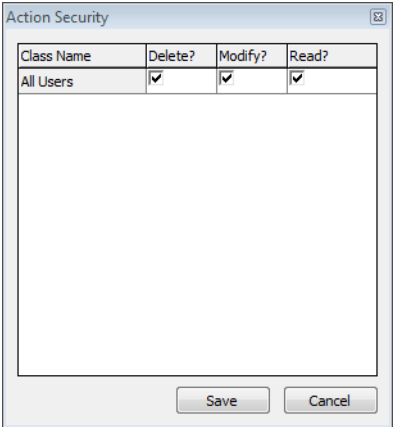 Action Security
Class Name Delete? Modify? Read?
All Users
Save Cancel